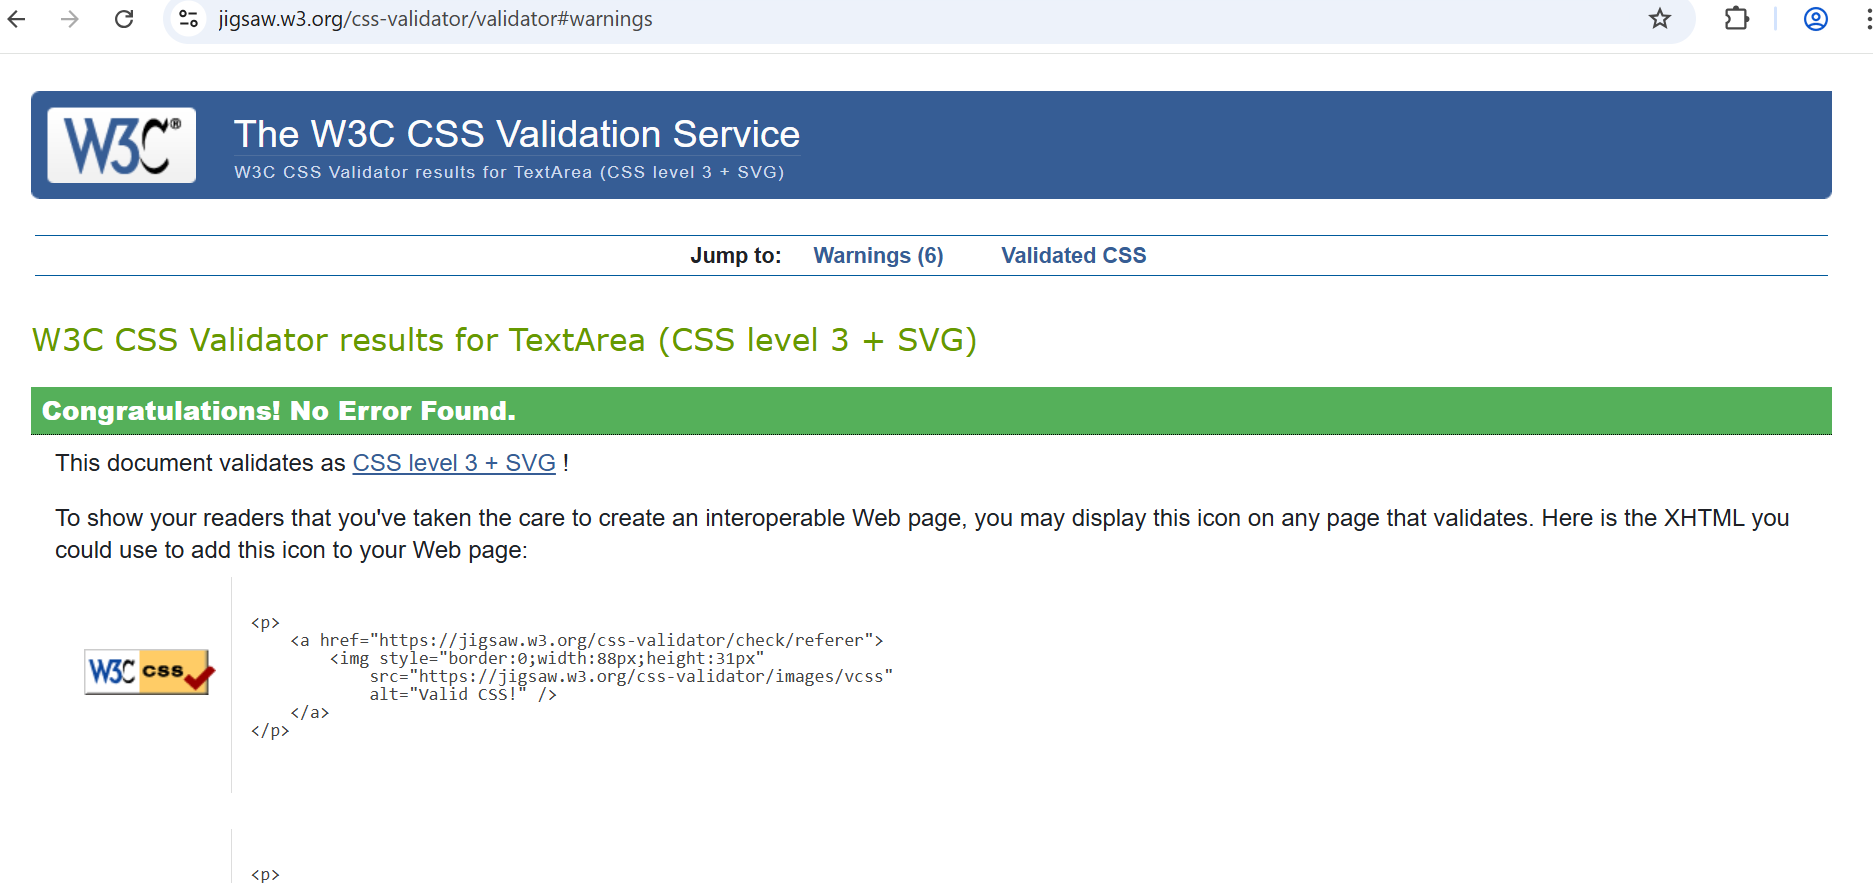 jigsaw.w3.org/css-validator/validator#warnings
W3C®
The W3C CSS Validation Service
W3C CSS Validator results for TextArea (CSS level 3 + SVG)
Jump to: Warnings (6) Validated CSS
W3C CSS Validator results for TextArea (CSS level 3 + SVG)
Congratulations! No Error Found.
This document validates as CSS level 3 + SVG !
To show your readers that you've taken the care to create an interoperable Web page, you may display this icon on any page that validates. Here is the XHTML you
could use to add this icon to your Web page:
W3C css
<p>
    <a href="https://jigsaw.w3.org/css-validator/check/referer">
        <img style="border:0;width:88px;height:31px"
            src="https://jigsaw.w3.org/css-validator/images/vcss"
            alt="Valid CSS!" />
    </a>
</p>
<p>